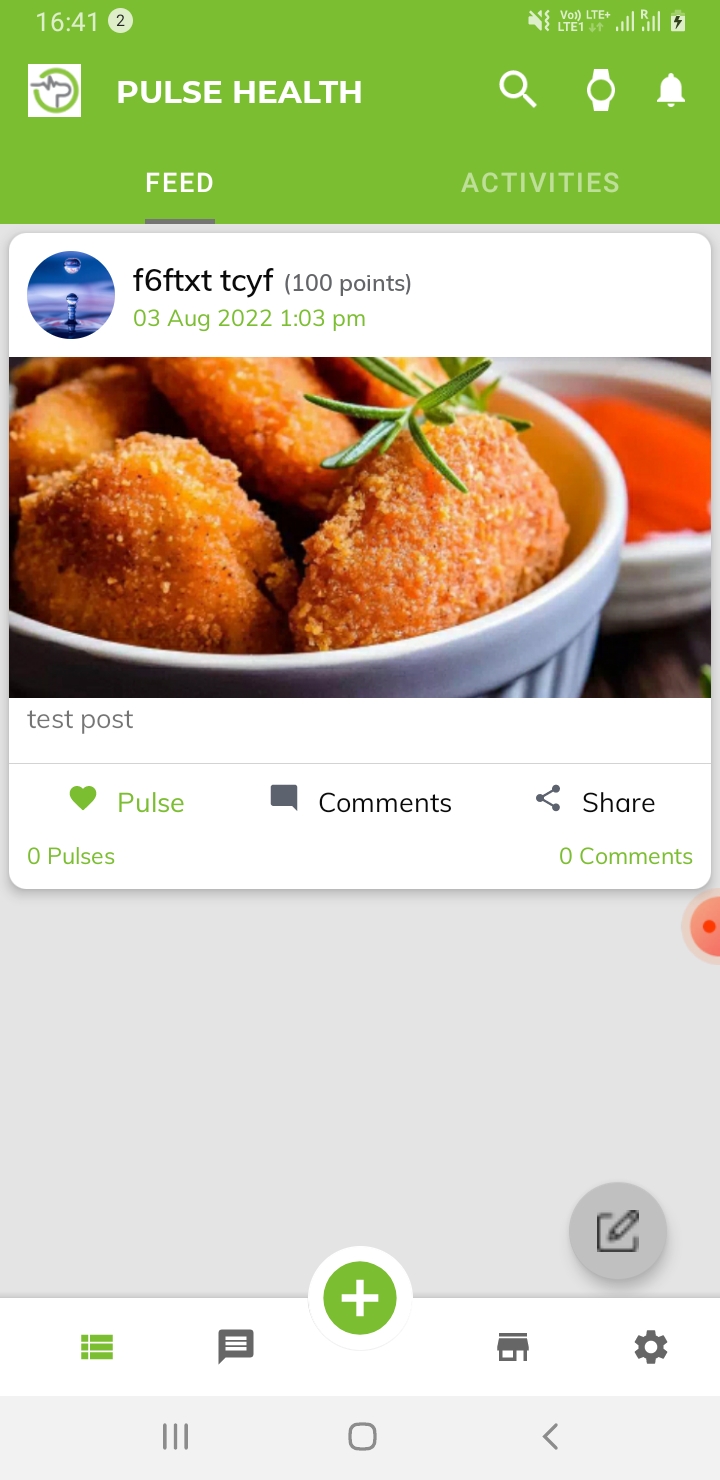 16:41 2
Vo)) LTE+
LTE1 R
PULSE HEALTH
FEED ACTIVITIES
f6ftxt tcyf (100 points)
03 Aug 2022 1:03 pm
test post
Pulse Comments Share
0 Pulses 0 Comments